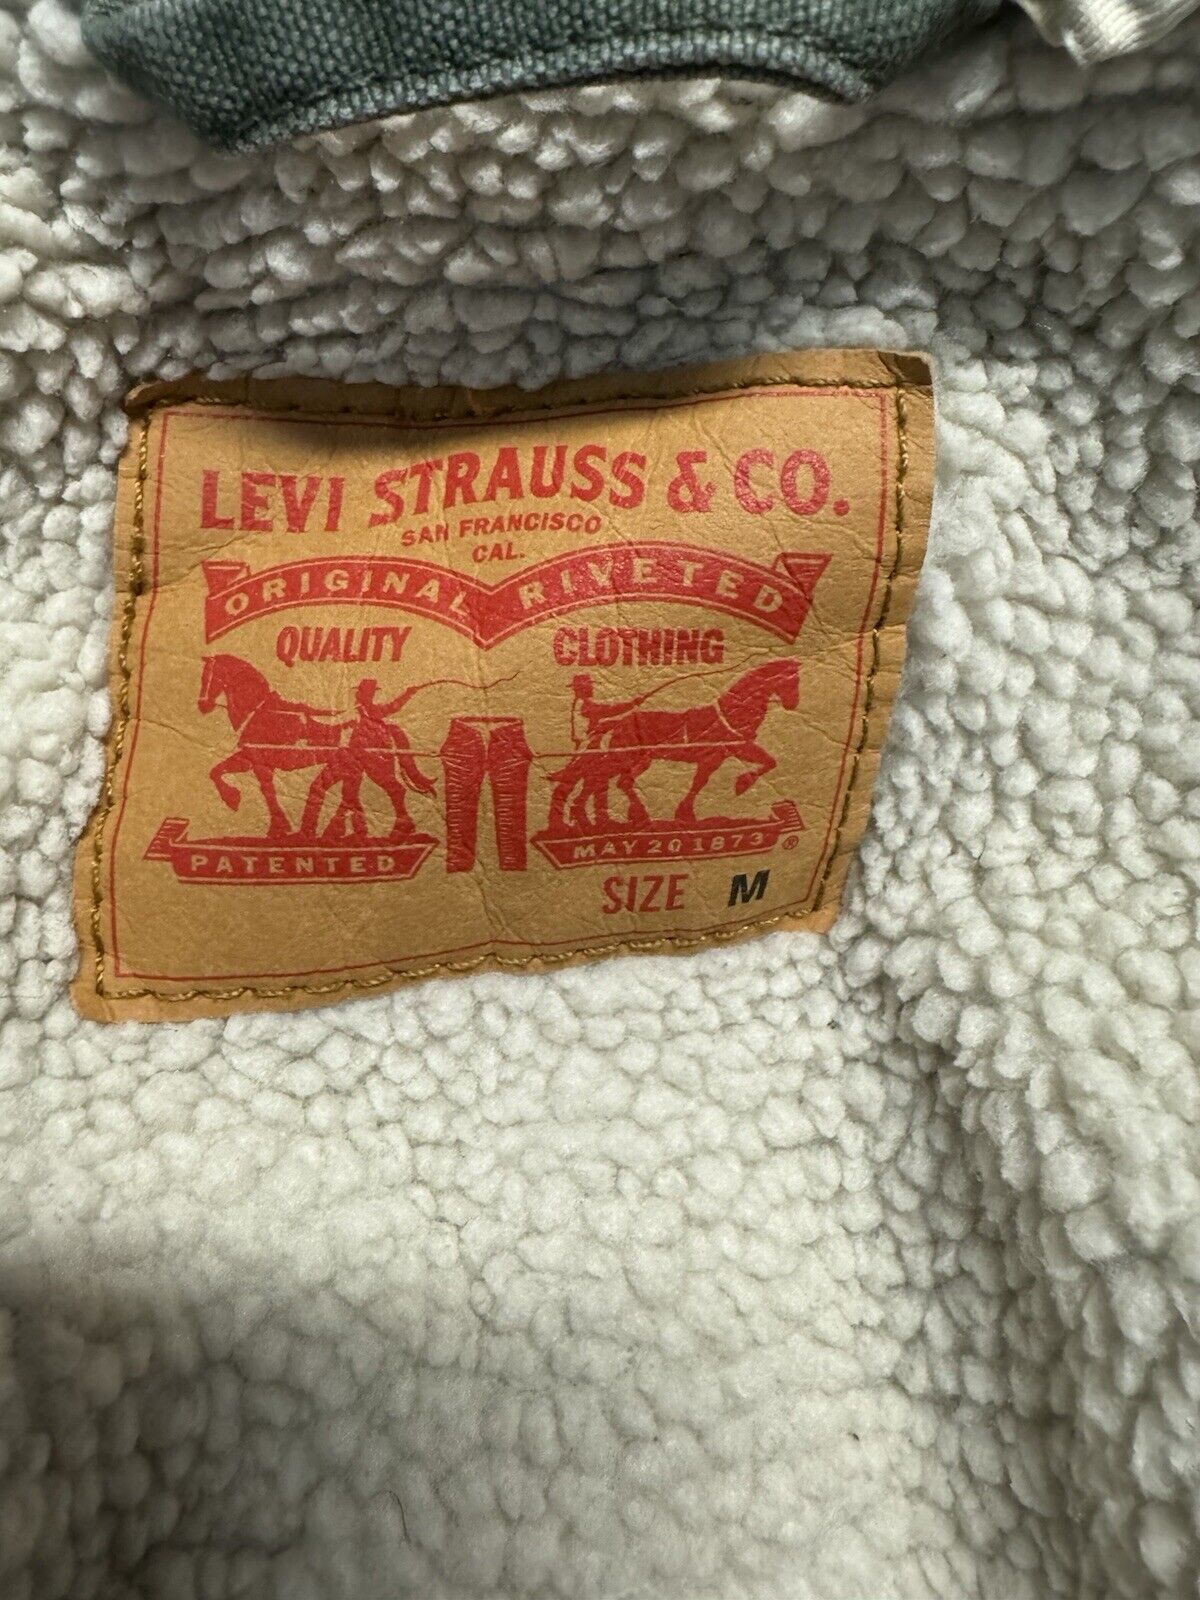 LEVI STRAUSS & CO.
SAN FRANCISCO
CAL.
ORIGINAL RIVETED
QUALITY CLOTHING
PATENTED MAY 20 1873 ®
SIZE M